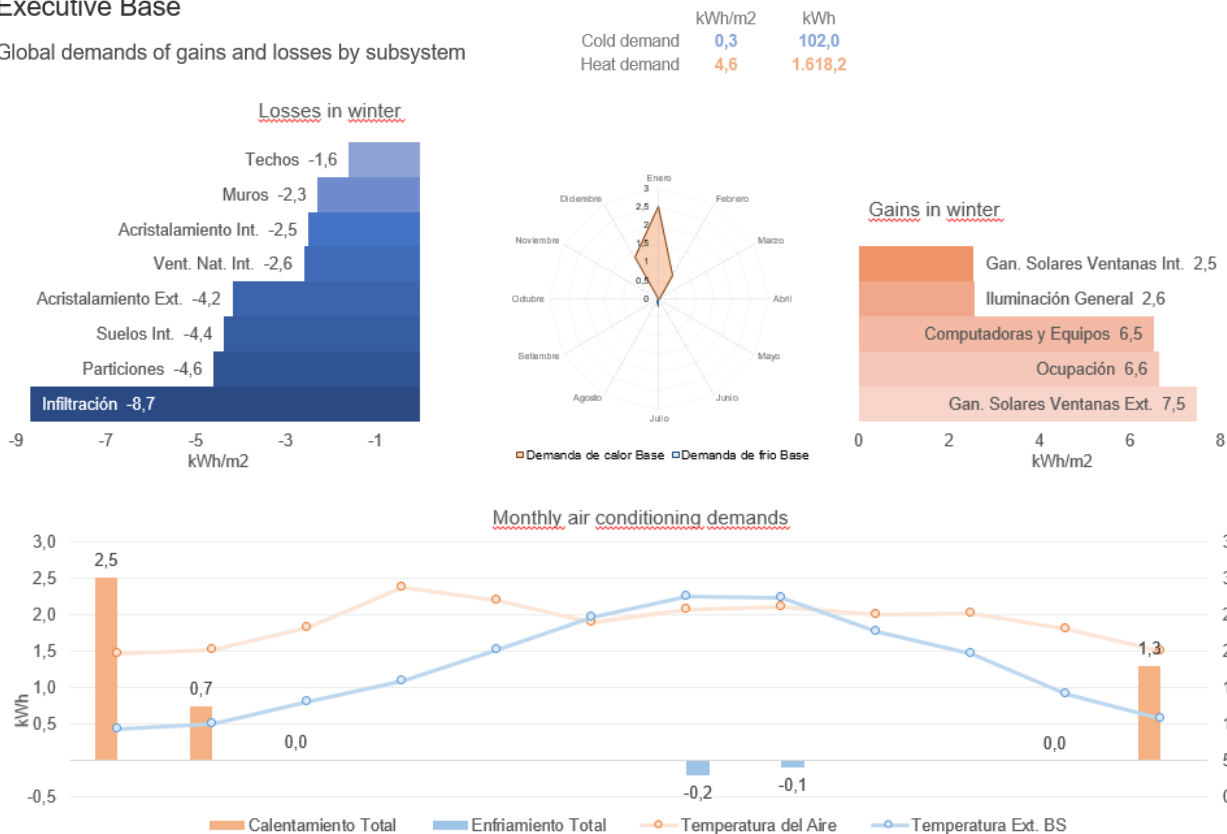 Executive Base
Global demands of gains and losses by subsystem
kWh/m2 kWh
Cold demand 0,3 102,0
Heat demand 4,6 1.618,2
Losses in winter
Techos -1,6
Muros -2,3
Acristalamiento Int. -2,5
Vent. Nat. Int. -2,6
Acristalamiento Ext. -4,2
Suelos Int. -4,4
Particiones -4,6
Infiltración -8,7
-9 -7 -5 -3 -1
kWh/m2
Enero
Febrero
Marzo
Abril
Mayo
Junio
Julio
Agosto
Setiembre
Octubre
Noviembre
Diciembre
3
2,5
2
1,5
1
0,5
0
Demanda de calor Base Demanda de frio Base
Gains in winter
Gan. Solares Ventanas Int. 2,5
Iluminación General 2,6
Computadoras y Equipos 6,5
Ocupación 6,6
Gan. Solares Ventanas Ext. 7,5
0 2 4 6 8
kWh/m2
Monthly air conditioning demands
3,0
2,5
2,0
1,5
1,0
0,5
-0,5
kWh
2,5
0,7
0,0
-0,2
-0,1
0,0
1,3
Calentamiento Total Enfriamiento Total Temperatura del Aire Temperatura Ext. BS